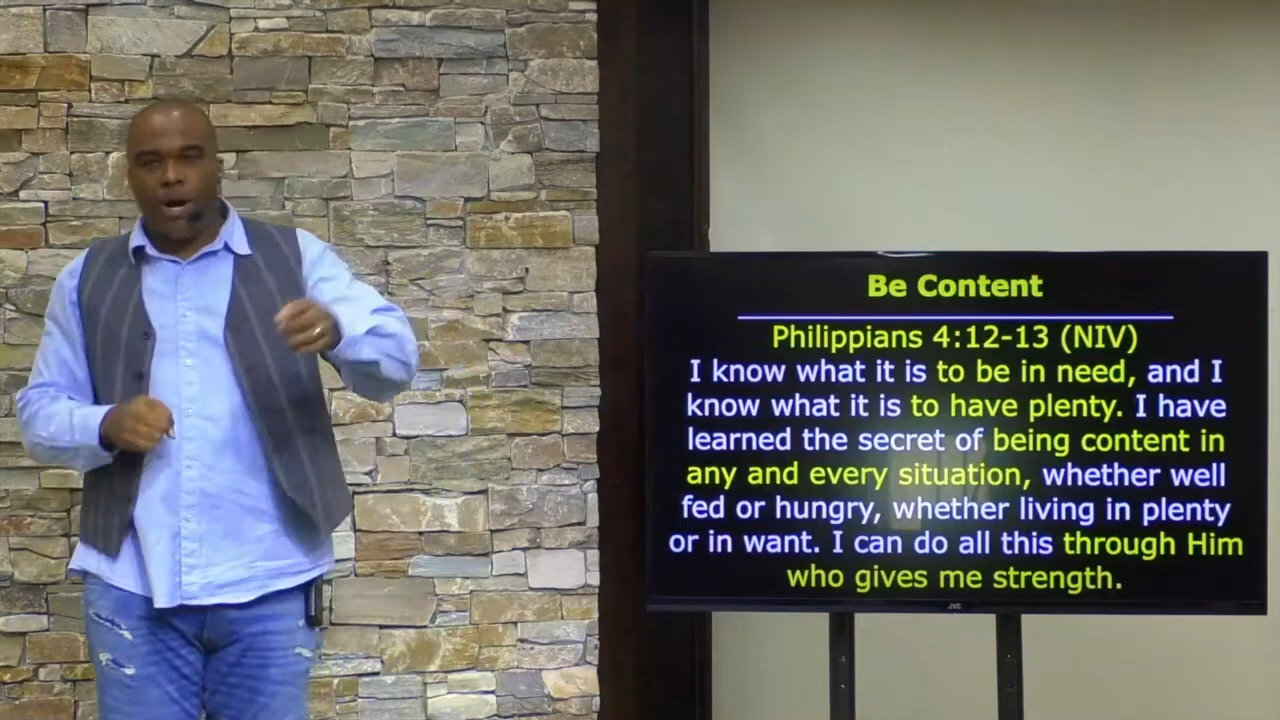 Be Content
Philippians 4:12-13 (NIV)
I know what it is to be in need, and I
know what it is to have plenty. I have
learned the secret of being content in
any and every situation, whether well
fed or hungry, whether living in plenty
or in want. I can do all this through Him
who gives me strength.
JVC